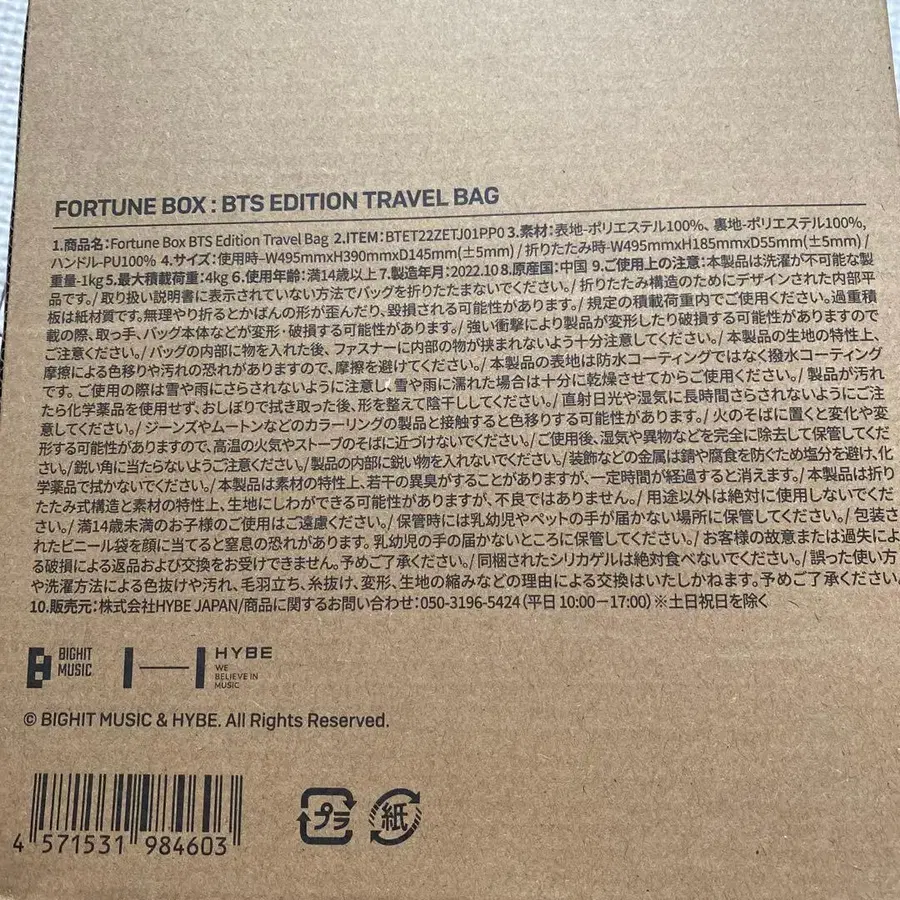 FORTUNE BOX : BTS EDITION TRAVEL BAG
1.商品名:Fortune Box BTS Edition Travel Bag 2.ITEM:BTET22ZETJ01PP0 3.素材:表地-ポリエステル100%、裏地-ポリエステル100%,
ハンドル-PU100% 4.サイズ:使用時-W495mmxH390mmxD145mm(±5mm) / 折りたたみ時-W495mmxH185mmxD55mm(±5mm) /
重量-1kg 5.最大積載荷重:4kg 6.使用年齢:満14歳以上 7.製造年月:2022.10 8.原産国:中国 9.ご使用上の注意:本製品は洗濯が不可能な製
品です。/ 取り扱い説明書に表示されていない方法でバッグを折りたたまないでください。/ 折りたたみ構造のためにデザインされた内部平
板は紙材質です。無理やり折るとかばんの形が歪んだり、毀損される可能性があります。/ 規定の積載荷重内でご使用ください。過重積
載の際、取っ手、バッグ本体などが変形・破損する可能性があります。/ 強い衝撃により製品が変形したり破損する可能性がありますので、
ご注意ください。/ バッグの内部に物を入れた後、ファスナーに内部の物が挟まれないよう十分注意してください。/ 本製品の生地の特性上、
摩擦による色移りや汚れの恐れがありますので、摩擦を避けてください。/ 本製品の表地は防水コーティングではなく撥水コーティング
です。ご使用の際は雪や雨にさらされないように注意し、雪や雨に濡れた場合は十分に乾燥させてからご使用ください。/ 製品が汚れ
たら化学薬品を使用せず、おしぼりで拭き取った後、形を整えて陰干ししてください。/ 直射日光や湿気に長時間さらされないようにご注
意してください。/ ジーンズやムートンなどのカラーリングの製品と接触すると色移りする可能性があります。/ 火のそばに置くと変化や変
形する可能性がありますので、高温の火気やストーブのそばに近づけないでください。/ ご使用後、湿気や異物などを完全に除去して保管してくだ
さい。/ 鋭い角に当たらないようご注意ください。/ 製品の内部に鋭い物を入れないでください。/ 装飾などの金属は錆や腐食を防ぐため塩分を避け、化
学薬品で拭かないでください。/ 本製品は素材の特性上、若干の異臭がすることがありますが、一定時間が経過すると消えます。/ 本製品は折り
たたみ式構造と素材の特性上、生地にしわができる可能性がありますが、不良ではありません。/ 用途以外は絶対に使用しないでくだ
さい。/ 満14歳未満のお子様のご使用はご遠慮ください。/ 保管時には乳幼児やペットの手が届かない場所に保管してください。/ 包装さ
れたビニール袋を顔に当てると窒息の恐れがあります。乳幼児の手の届かないところに保管してください。/ お客様の故意または過失によ
る破損による返品および交換をお受けできません。予めご了承ください。/ 同梱されたシリカゲルは絶対食べないでください。/ 誤った使い方
や洗濯方法による色抜けや汚れ、毛羽立ち、糸抜け、変形、生地の縮みなどの理由による交換はいたしかねます。予めご了承ください。
10.販売元:株式会社HYBE JAPAN/商品に関するお問い合わせ:050-3196-5424 (平日 10:00－17:00) ※土日祝日を除く
BIGHIT MUSIC
HYBE
WE BELIEVE IN MUSIC
© BIGHIT MUSIC & HYBE. All Rights Reserved.
4 571531 984603
プラ
紙